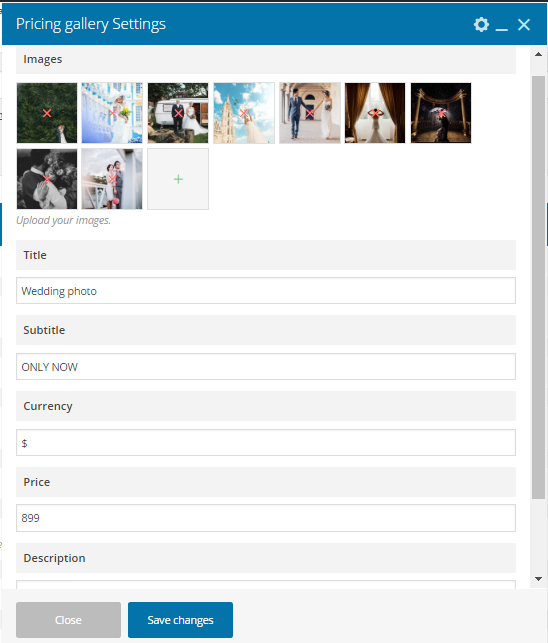 Pricing gallery Settings
Images
Upload your images.
Title
Wedding photo
Subtitle
ONLY NOW
Currency
$
Price
899
Description
Close
Save changes